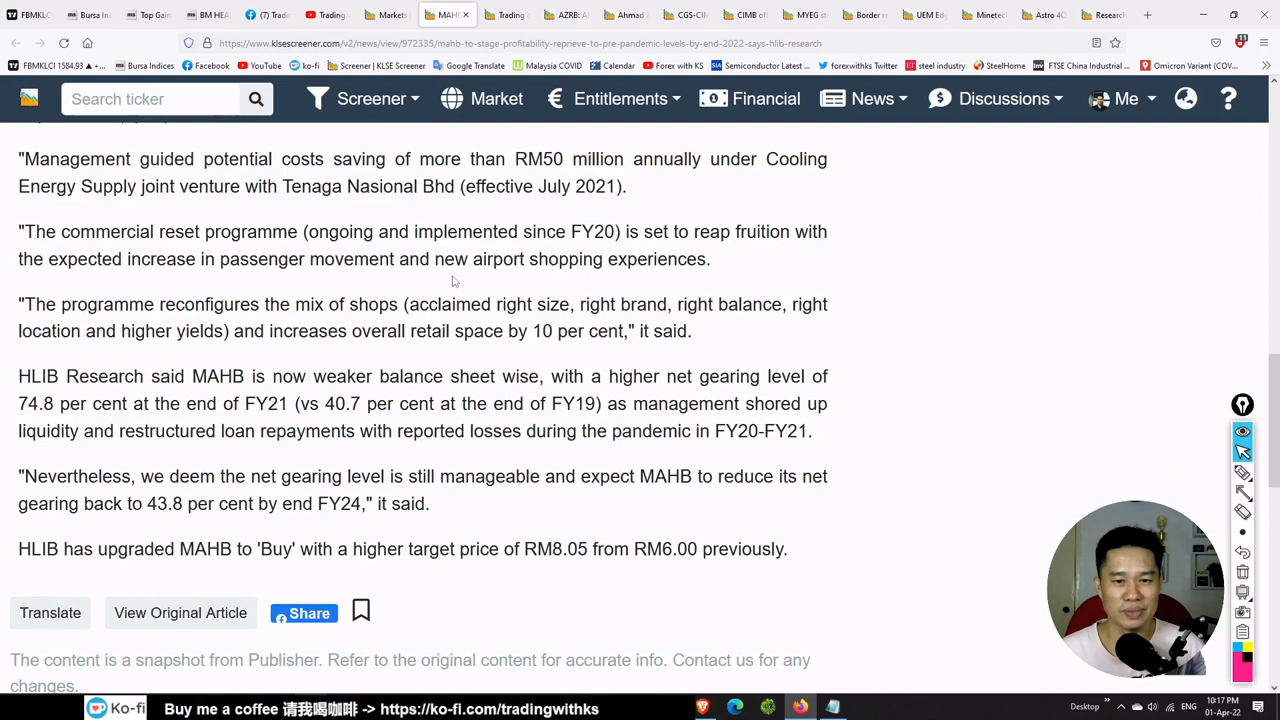 FBMKLCI
Bursa Ind
Top Gain
BM HEA
(7) Tradi
Trading w
Markets
MAHB
Trading o
AZRB: A
Ahmad Z
CGS-CIM
CIMB of
MYEG st
Border re
UEM Edg
Minetec
Astro 4Q
Researc
https://www.klsescreener.com/v2/news/view/972335/mahb-to-stage-profitability-reprieve-to-pre-pandemic-levels-by-end-2022-says-hlib-research
FBMKLCI 1584.93 ▲ +...
Bursa Indices
Facebook
YouTube
ko-fi
Screener | KLSE Screener
Google Translate
Malaysia COVID
Calendar
Forex with KS
Semiconductor Latest ...
forexwithks Twitter
steel industry
SteelHome
FTSE China Industrial ...
Omicron Variant (COV...
Search ticker
Screener
Market
Entitlements
Financial
News
Discussions
Me
"Management guided potential costs saving of more than RM50 million annually under Cooling
Energy Supply joint venture with Tenaga Nasional Bhd (effective July 2021).
"The commercial reset programme (ongoing and implemented since FY20) is set to reap fruition with
the expected increase in passenger movement and new airport shopping experiences.
"The programme reconfigures the mix of shops (acclaimed right size, right brand, right balance, right
location and higher yields) and increases overall retail space by 10 per cent," it said.
HLIB Research said MAHB is now weaker balance sheet wise, with a higher net gearing level of
74.8 per cent at the end of FY21 (vs 40.7 per cent at the end of FY19) as management shored up
liquidity and restructured loan repayments with reported losses during the pandemic in FY20-FY21.
"Nevertheless, we deem the net gearing level is still manageable and expect MAHB to reduce its net
gearing back to 43.8 per cent by end FY24," it said.
HLIB has upgraded MAHB to 'Buy' with a higher target price of RM8.05 from RM6.00 previously.
Translate
View Original Article
Share
The content is a snapshot from Publisher. Refer to the original content for accurate info. Contact us for any
changes.
Ko-fi
Buy me a coffee 请我喝咖啡 -> https://ko-fi.com/tradingwithks
Desktop
ENG
10:17 PM
01-Apr-22